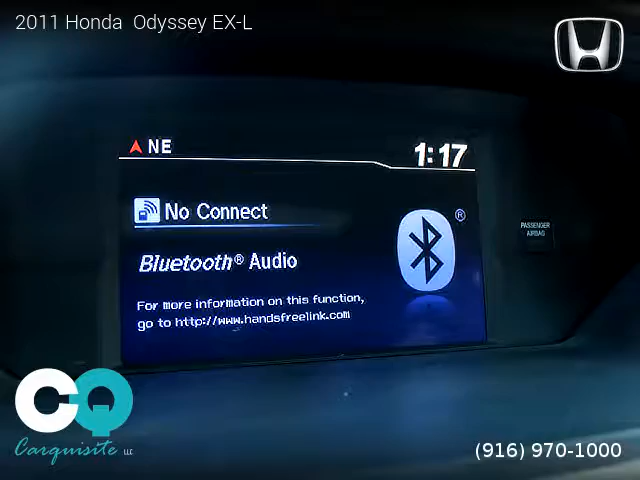 2011 Honda Odyssey EX-L
NE
1:17
No Connect
Bluetooth® Audio
®
PASSENGER
AIRBAG
For more information on this function,
go to http://www.handsfreelink.com
CQ
Carquisite LLC
(916) 970-1000